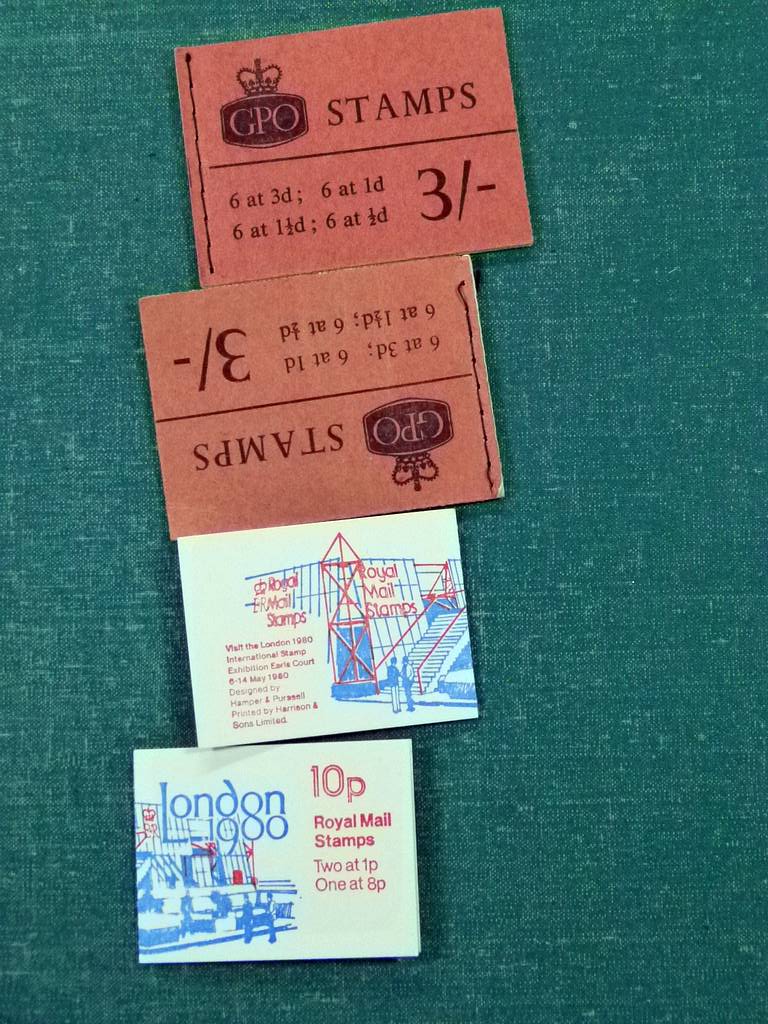 GPO STAMPS
6 at 3d; 6 at 1d
6 at 1½d; 6 at ½d
3/-
GPO STAMPS
6 at 3d; 6 at 1d
6 at 1½d; 6 at ½d
3/-
Royal
Mail
Stamps
Royal
Mail
Stamps
Visit the London 1980
International Stamp
Exhibition Earls Court
6-14 May 1980
Designed by
Hamper & Purssell
Printed by Harrison &
Sons Limited.
London
1980
10p
Royal Mail
Stamps
Two at 1p
One at 8p